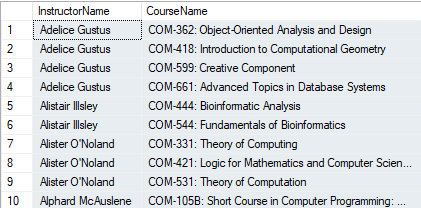 InstructorName CourseName
1 Adelice Gustus COM-362: Object-Oriented Analysis and Design
2 Adelice Gustus COM-418: Introduction to Computational Geometry
3 Adelice Gustus COM-599: Creative Component
4 Adelice Gustus COM-661: Advanced Topics in Database Systems
5 Alistair Illsley COM-444: Bioinformatic Analysis
6 Alistair Illsley COM-544: Fundamentals of Bioinformatics
7 Alister O'Noland COM-331: Theory of Computing
8 Alister O'Noland COM-421: Logic for Mathematics and Computer Scien...
9 Alister O'Noland COM-531: Theory of Computation
10 Alphard McAuslene COM-105B: Short Course in Computer Programming: ...